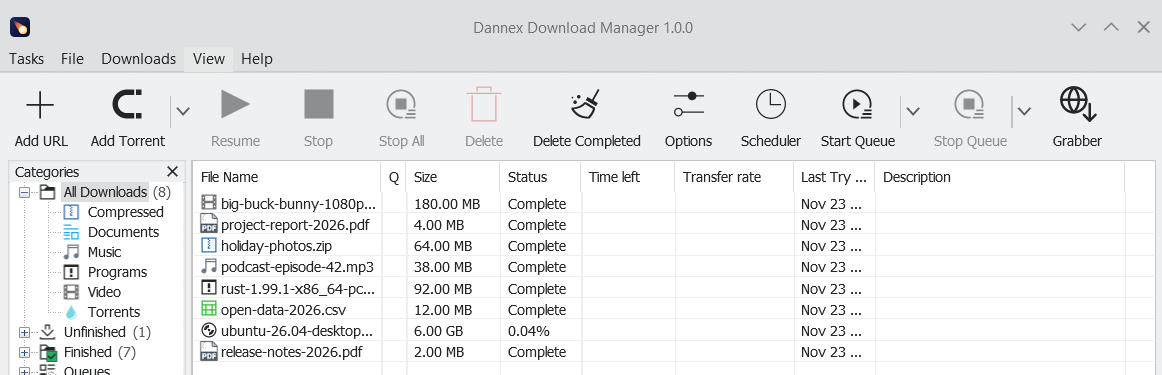 Dannex Download Manager 1.0.0
Tasks File Downloads View Help
Add URL Add Torrent Resume Stop Stop All Delete Delete Completed Options Scheduler Start Queue Stop Queue Grabber
Categories
All Downloads (8)
Compressed
Documents
Music
Programs
Video
Torrents
Unfinished (1)
Finished (7)
Queues
File Name Q Size Status Time left Transfer rate Last Try ... Description
big-buck-bunny-1080p... 180.00 MB Complete Nov 23 ...
PDF project-report-2026.pdf 4.00 MB Complete Nov 23 ...
holiday-photos.zip 64.00 MB Complete Nov 23 ...
podcast-episode-42.mp3 38.00 MB Complete Nov 23 ...
rust-1.99.1-x86_64-pc... 92.00 MB Complete Nov 23 ...
open-data-2026.csv 12.00 MB Complete Nov 23 ...
ubuntu-26.04-desktop... 6.00 GB 0.04% Nov 23 ...
PDF release-notes-2026.pdf 2.00 MB Complete Nov 23 ...